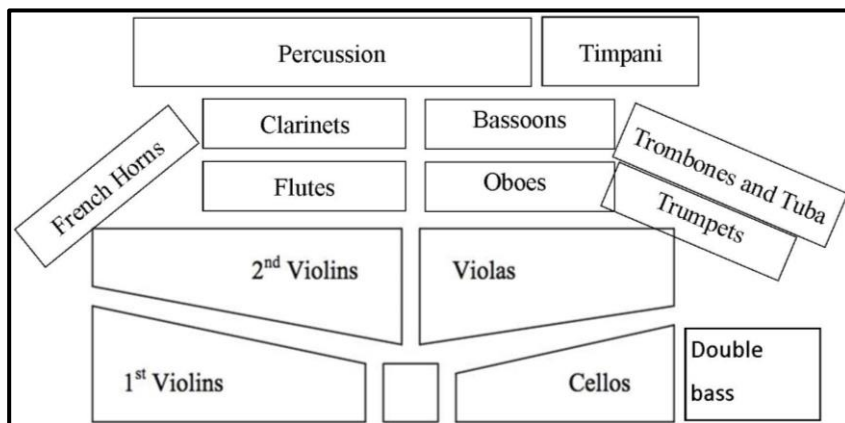 Percussion
Timpani
Clarinets
Bassoons
French Horns
Flutes
Oboes
Trombones and Tuba
Trumpets
2nd Violins
Violas
1st Violins
Cellos
Double
bass